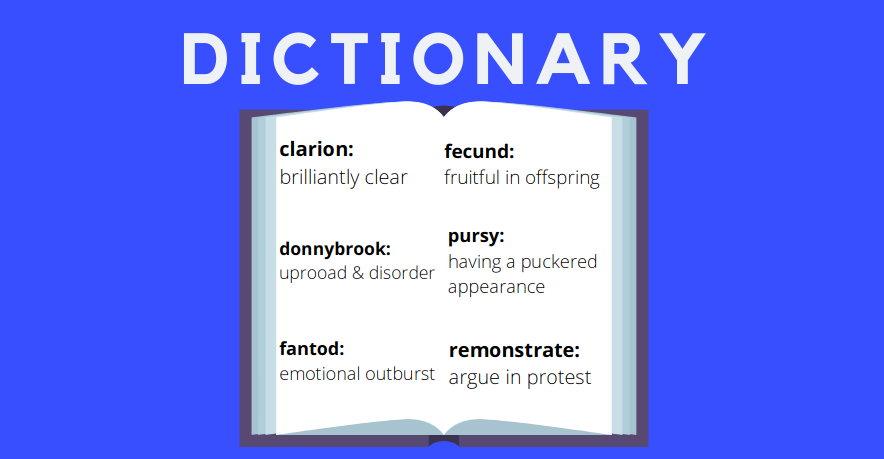 DICTIONARY
clarion:
brilliantly clear
donnybrook:
uprooad & disorder
fantod:
emotional outburst
fecund:
fruitful in offspring
pursy:
having a puckered
appearance
remonstrate:
argue in protest